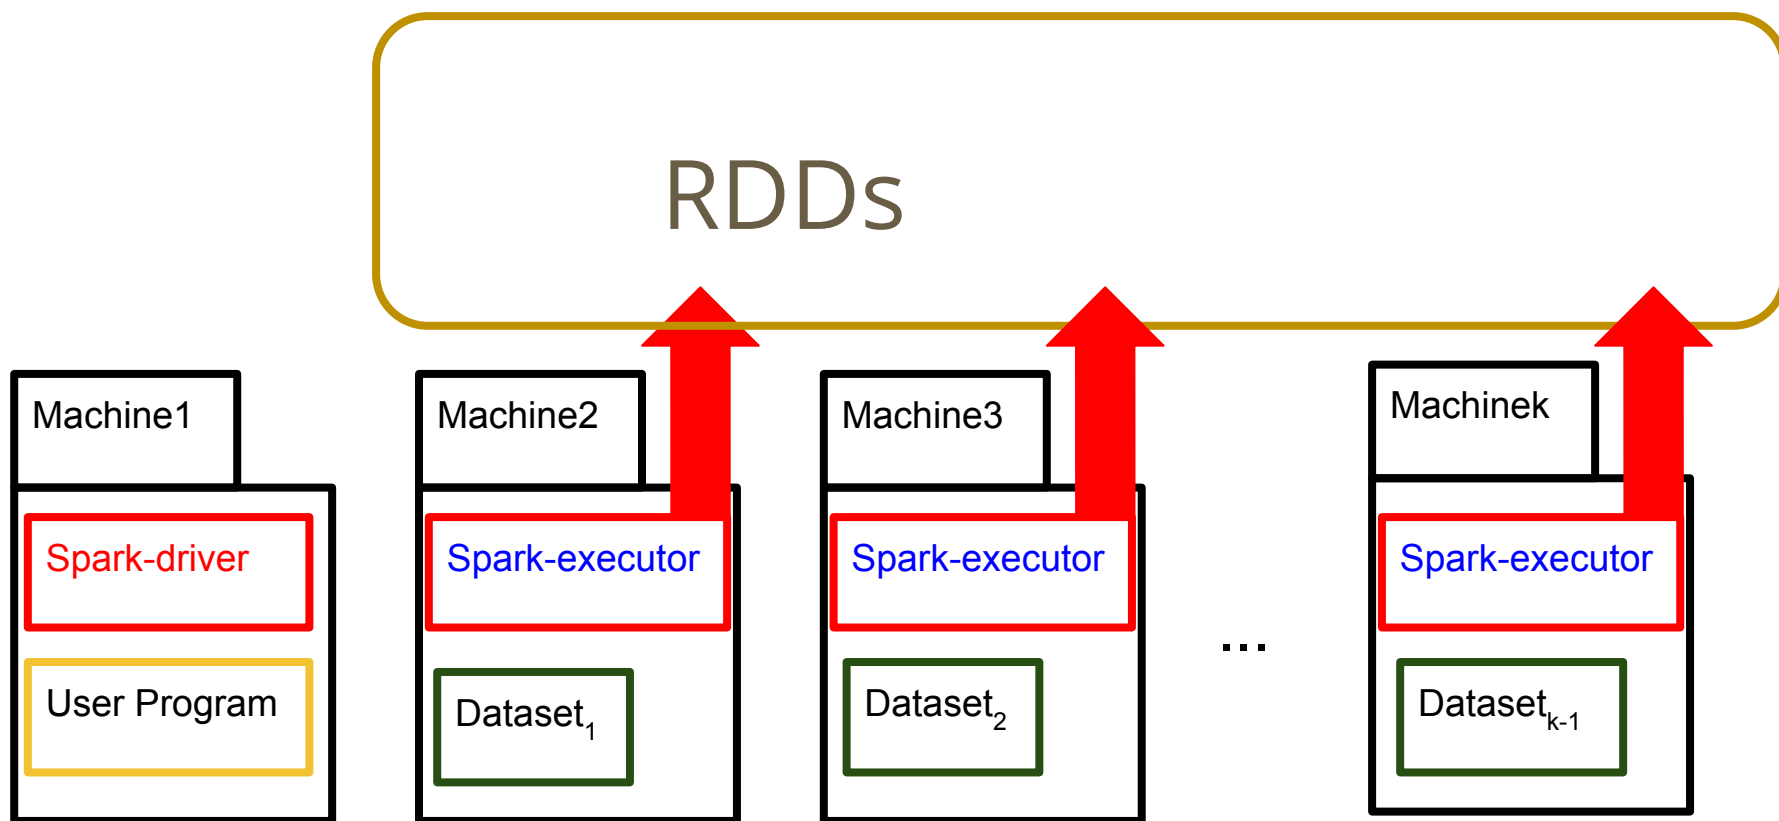 RDDs
Machine1
Spark-driver
User Program
Machine2
Spark-executor
Dataset1
Machine3
Spark-executor
Dataset2
...
Machinek
Spark-executor
Datasetk-1